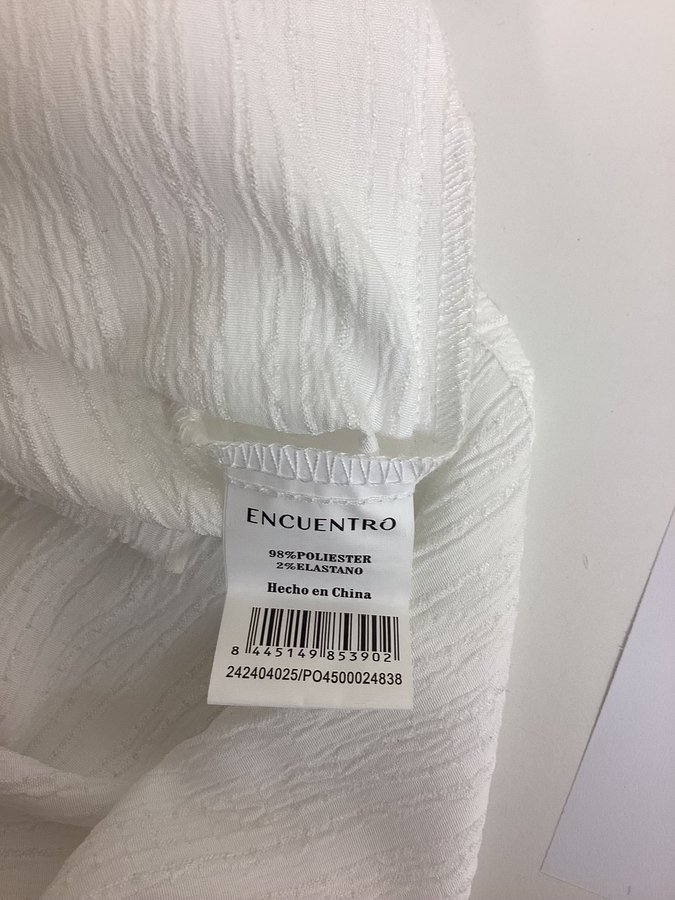 ENCUENTRO
98%POLIESTER
2%ELASTANO
Hecho en China
8 445149 853902
242404025/PO4500024838